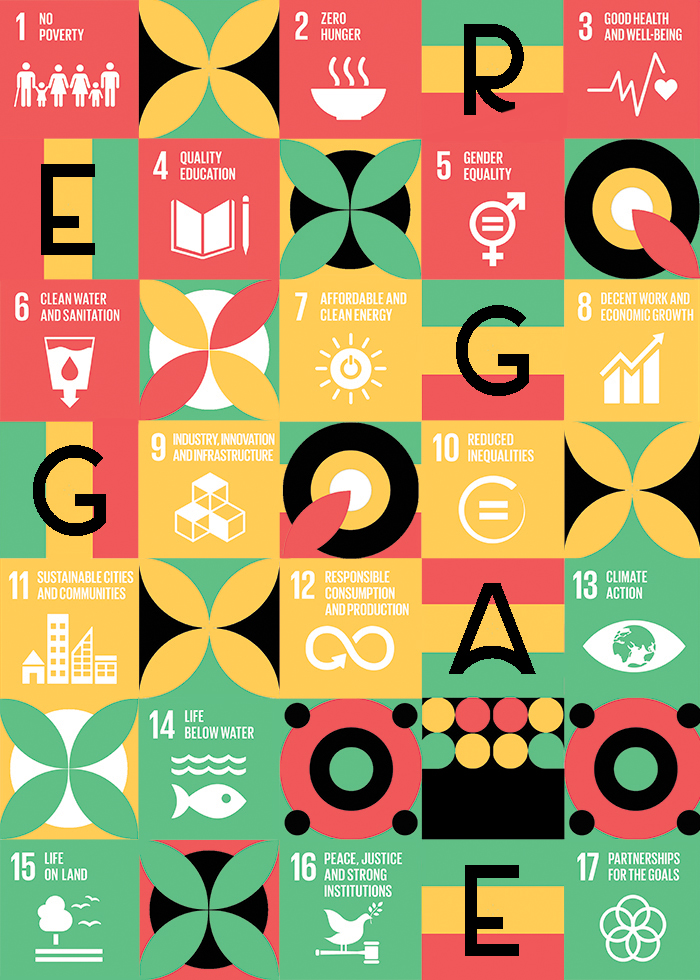 1 NO
POVERTY
2 ZERO
HUNGER
R
3 GOOD HEALTH
AND WELL-BEING
E
4 QUALITY
EDUCATION
5 GENDER
EQUALITY
6 CLEAN WATER
AND SANITATION
7 AFFORDABLE AND
CLEAN ENERGY
G
8 DECENT WORK AND
ECONOMIC GROWTH
G
9 INDUSTRY, INNOVATION
AND INFRASTRUCTURE
10 REDUCED
INEQUALITIES
11 SUSTAINABLE CITIES
AND COMMUNITIES
12 RESPONSIBLE
CONSUMPTION
AND PRODUCTION
A
13 CLIMATE
ACTION
14 LIFE
BELOW WATER
15 LIFE
ON LAND
16 PEACE, JUSTICE
AND STRONG
INSTITUTIONS
E
17 PARTNERSHIPS
FOR THE GOALS